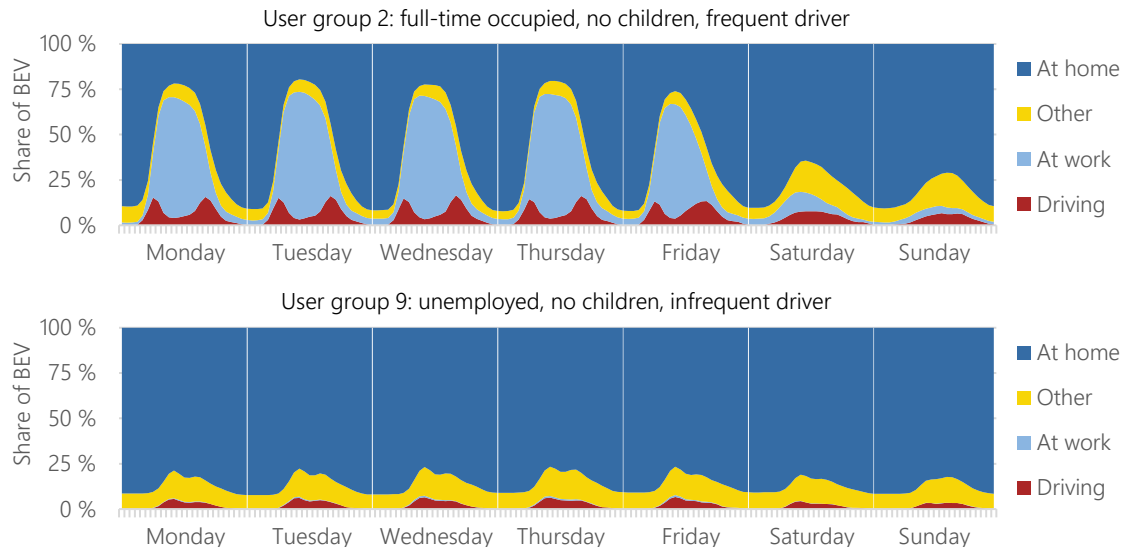 User group 2: full-time occupied, no children, frequent driver
100 %
75 %
50 %
25 %
0 %
Share of BEV
At home
Other
At work
Driving
Monday Tuesday Wednesday Thursday Friday Saturday Sunday
User group 9: unemployed, no children, infrequent driver
100 %
75 %
50 %
25 %
0 %
Share of BEV
At home
Other
At work
Driving
Monday Tuesday Wednesday Thursday Friday Saturday Sunday